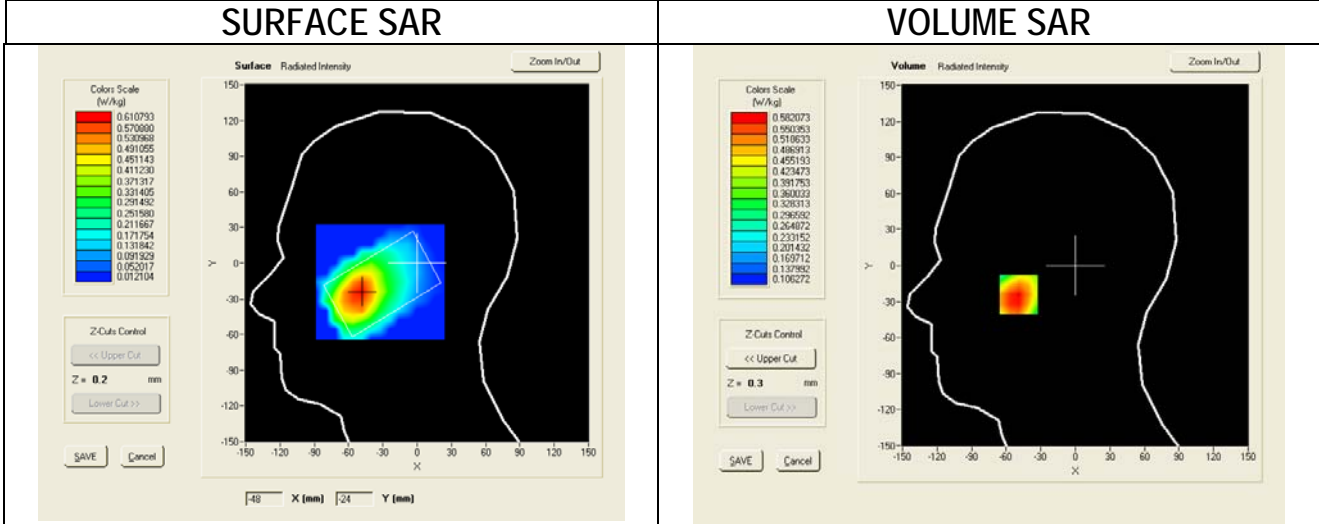 SURFACE SAR
VOLUME SAR
Surface Radiated Intensity
Zoom In/Out
Colors Scale
(W/kg)
0.610793
0.570880
0.530968
0.491055
0.451143
0.411230
0.371317
0.331405
0.291492
0.251580
0.211667
0.171754
0.131842
0.091929
0.052017
0.012104
150
120
90
60
30
0
-30
-60
-90
-120
-150
Y
-150 -120 -90 -60 -30 0 30 60 90 120 150
X
Z-Cuts Control
<< Upper Cut
Z = 0.2 mm
Lower Cut >>
SAVE Cancel
-48 X (mm) -24 Y (mm)
Volume Radiated Intensity
Zoom In/Out
Colors Scale
(W/kg)
0.582073
0.550353
0.518633
0.486913
0.455193
0.423473
0.391753
0.360033
0.328313
0.296592
0.264872
0.233152
0.201432
0.169712
0.137992
0.106272
150
120
90
60
30
0
-30
-60
-90
-120
-150
Y
-150 -120 -90 -60 -30 0 30 60 90 120 150
X
Z-Cuts Control
<< Upper Cut
Z = 0.3 mm
Lower Cut >>
SAVE Cancel